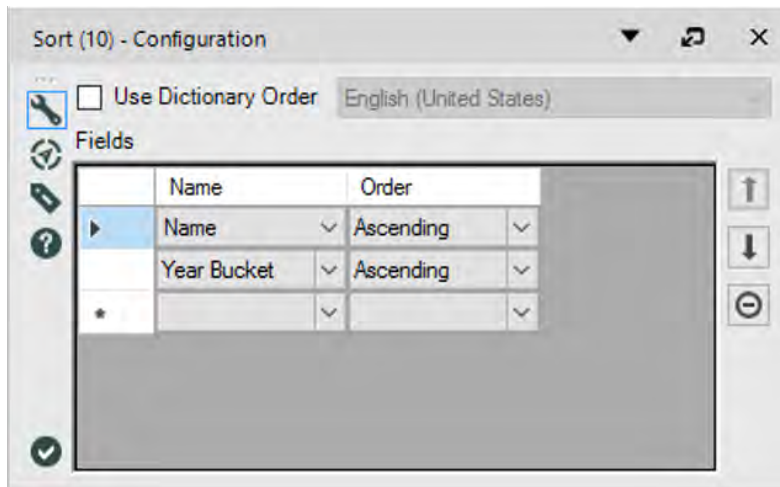 Sort (10) - Configuration
Use Dictionary Order English (United States)
Fields
Name Order
Name Ascending
Year Bucket Ascending
*